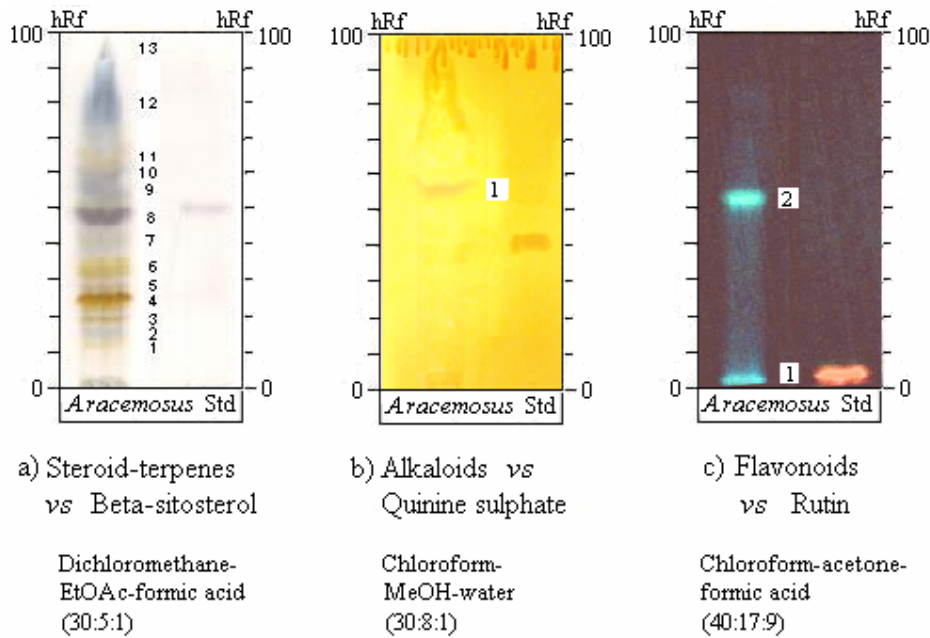 hRf hRf
100 100
13
12
11
10
9
8
7
6
5
4
3
2
1
0 0
Aracemosus Std
a) Steroid-terpenes
vs Beta-sitosterol
Dichloromethane-
EtOAc-formic acid
(30:5:1)
hRf hRf
100 100
1
0 0
Aracemosus Std
b) Alkaloids vs
Quinine sulphate
Chloroform-
MeOH-water
(30:8:1)
hRf hRf
100 100
2
1
0 0
Aracemosus Std
c) Flavonoids
vs Rutin
Chloroform-acetone-
formic acid
(40:17:9)